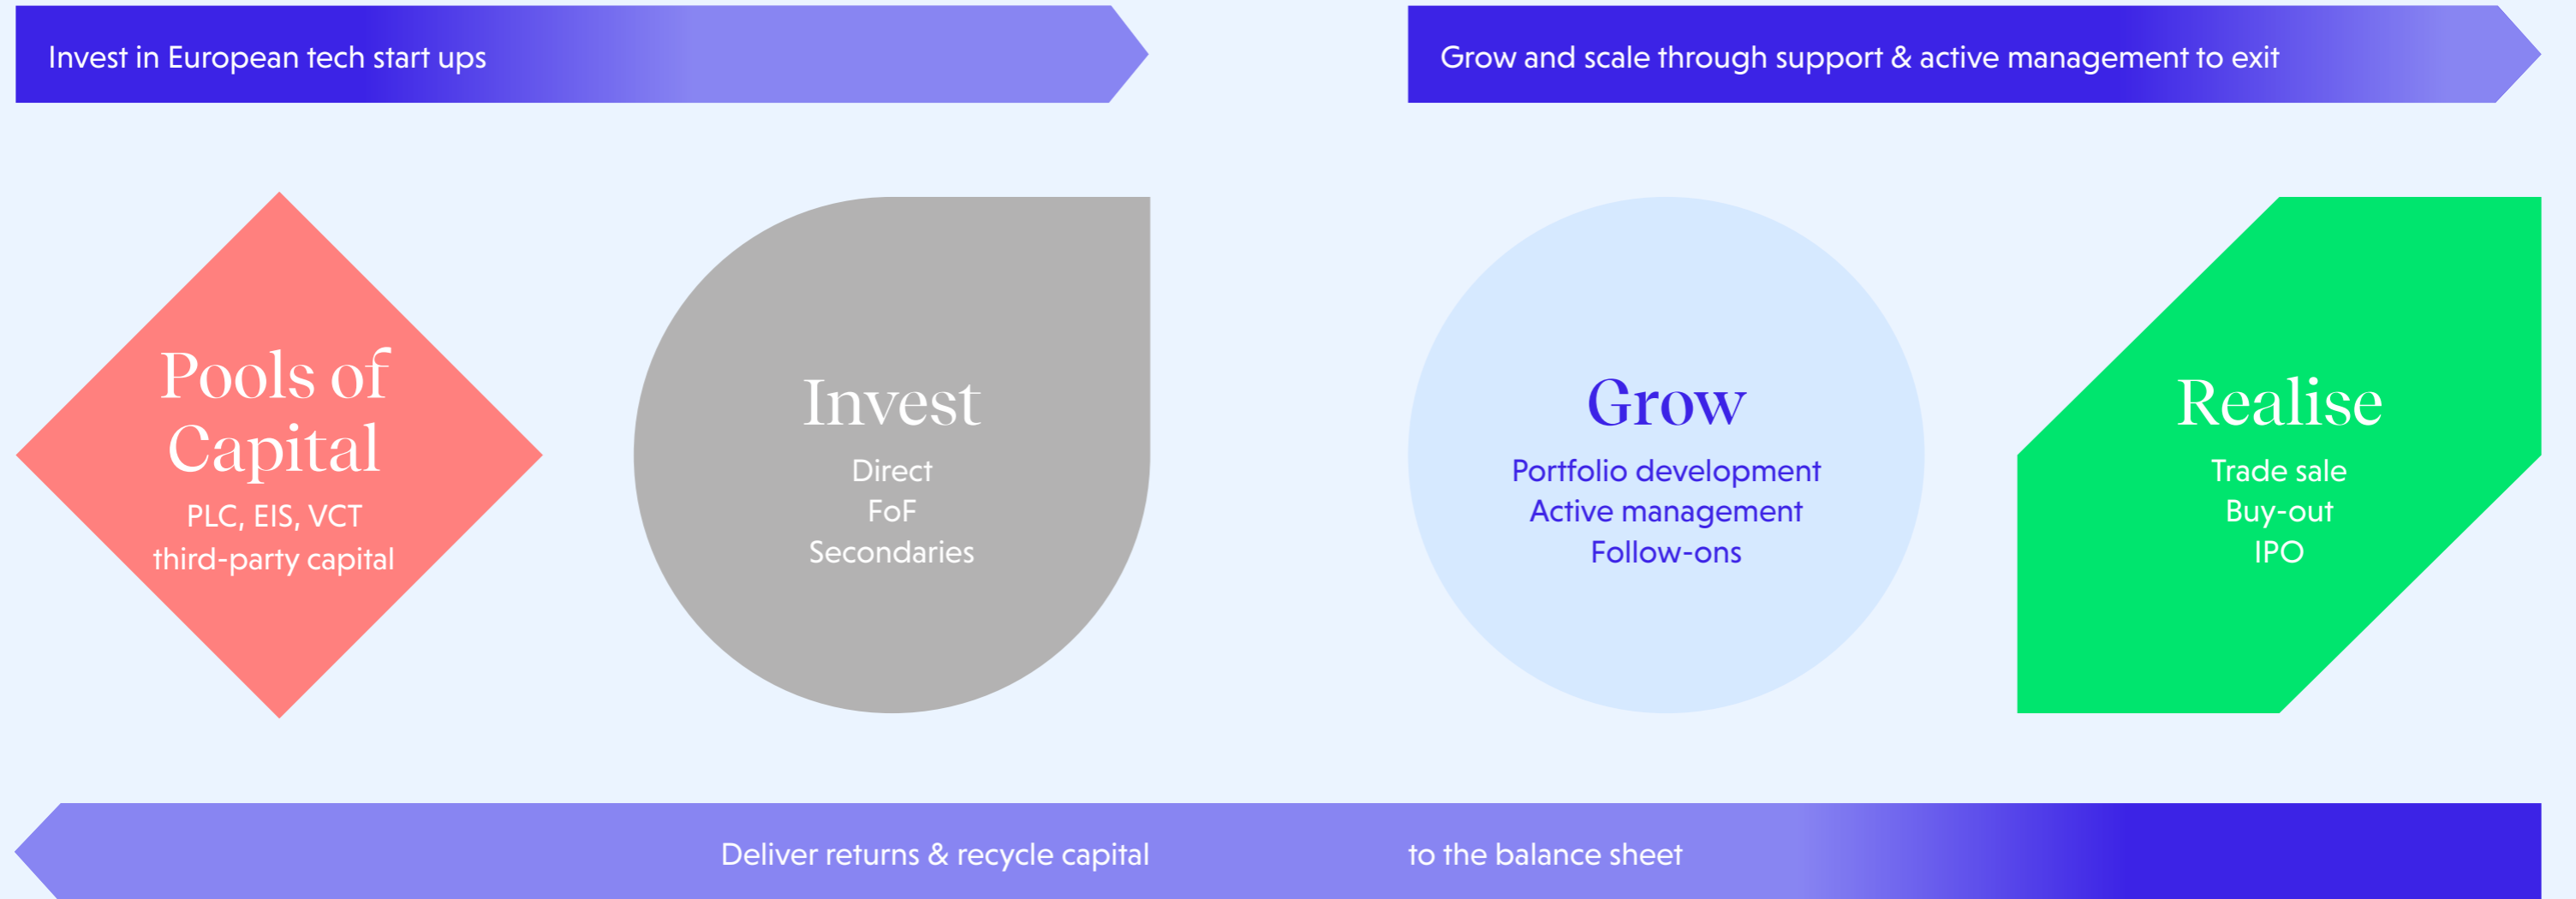 Invest in European tech start ups
Grow and scale through support & active management to exit
Pools of
Capital
PLC, EIS, VCT
third-party capital
Invest
Direct
FoF
Secondaries
Grow
Portfolio development
Active management
Follow-ons
Realise
Trade sale
Buy-out
IPO
Deliver returns & recycle capital
to the balance sheet